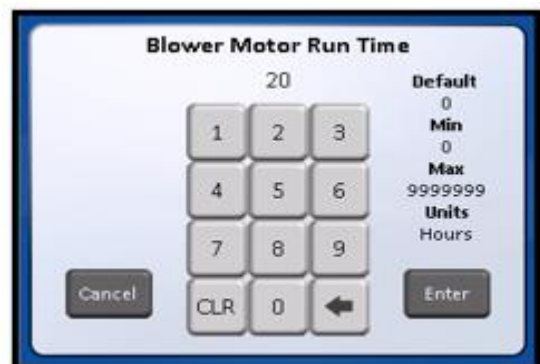 Blower Motor Run Time
20
Default
0
Min
0
Max
9999999
Units
Hours
1 2 3
4 5 6
7 8 9
CLR 0
Cancel
Enter